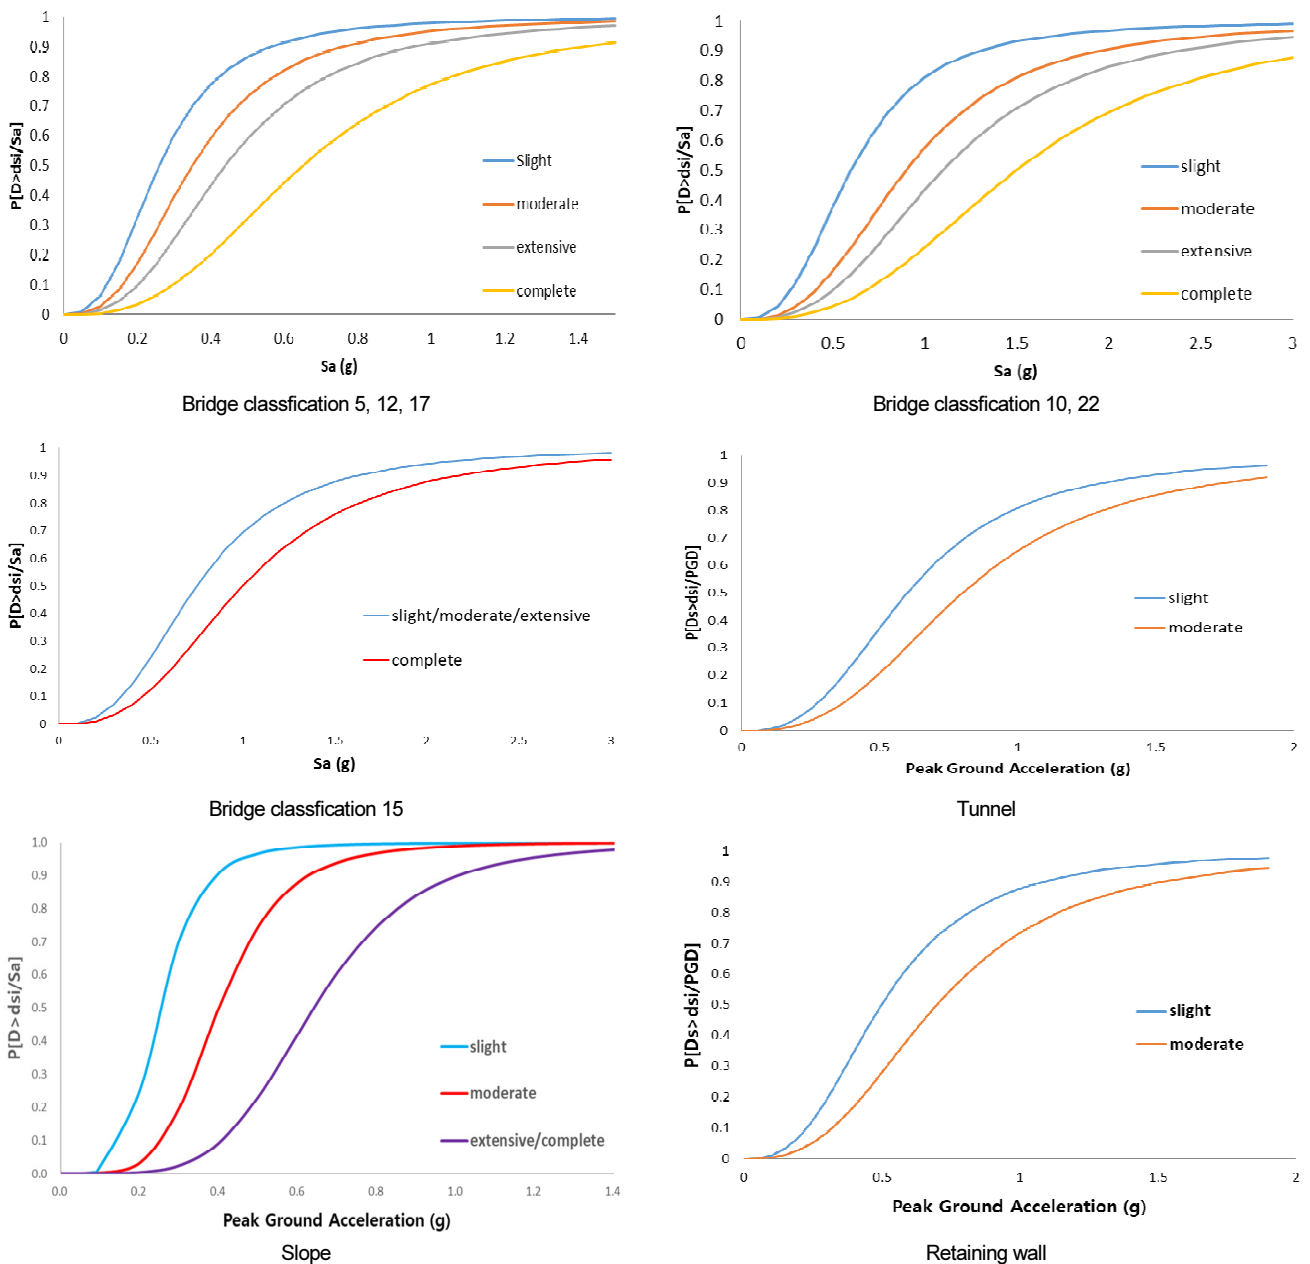 P[D>dsi/Sa]
1
0.9
0.8
0.7
0.6
0.5
0.4
0.3
0.2
0.1
0
0 0.2 0.4 0.6 0.8 1 1.2 1.4
Sa (g)
Slight
moderate
extensive
complete
Bridge classfication 5, 12, 17
P[D>dsi/Sa]
1
0.9
0.8
0.7
0.6
0.5
0.4
0.3
0.2
0.1
0
0 0.5 1 1.5 2 2.5 3
Sa (g)
slight
moderate
extensive
complete
Bridge classfication 10, 22
P[D>dsi/Sa]
1
0.9
0.8
0.7
0.6
0.5
0.4
0.3
0.2
0.1
0
0 0.5 1 1.5 2 2.5 3
Sa (g)
slight/moderate/extensive
complete
Bridge classfication 15
P[Ds>dsi/PGD]
1
0.9
0.8
0.7
0.6
0.5
0.4
0.3
0.2
0.1
0
0 0.5 1 1.5 2
Peak Ground Acceleration (g)
slight
moderate
Tunnel
P[D>dsi/Sa]
1.0
0.9
0.8
0.7
0.6
0.5
0.4
0.3
0.2
0.1
0.0
0.0 0.2 0.4 0.6 0.8 1.0 1.2 1.4
Peak Ground Acceleration (g)
slight
moderate
extensive/complete
Slope
P[Ds>dsi/PGD]
1
0.9
0.8
0.7
0.6
0.5
0.4
0.3
0.2
0.1
0
0 0.5 1 1.5 2
Peak Ground Acceleration (g)
slight
moderate
Retaining wall